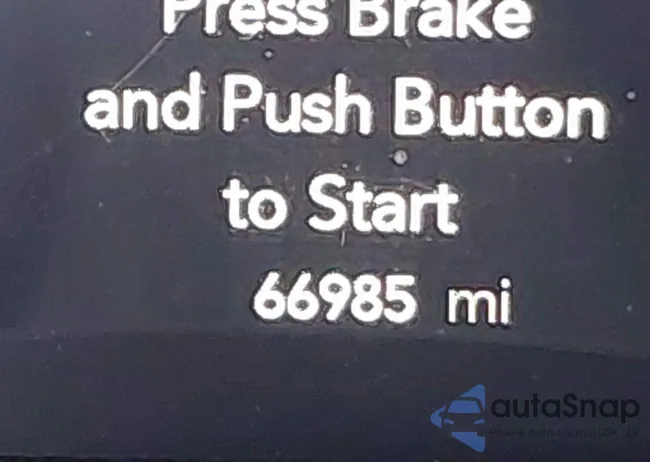 Press Brake
and Push Button
to Start
66985 mi
autaSnap